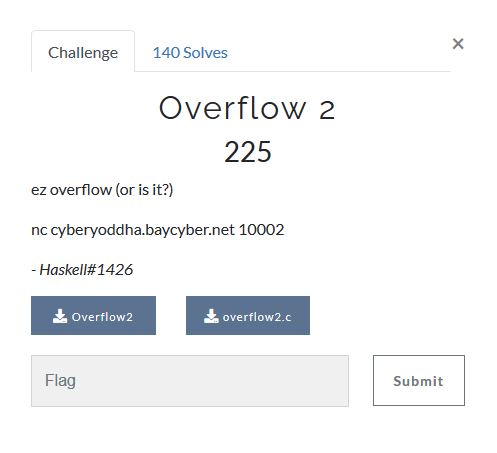 Challenge
140 Solves
×
Overflow 2
225
ez overflow (or is it?)
nc cyberyoddha.baycyber.net 10002
- Haskell#1426
Overflow2
overflow2.c
Flag
Submit